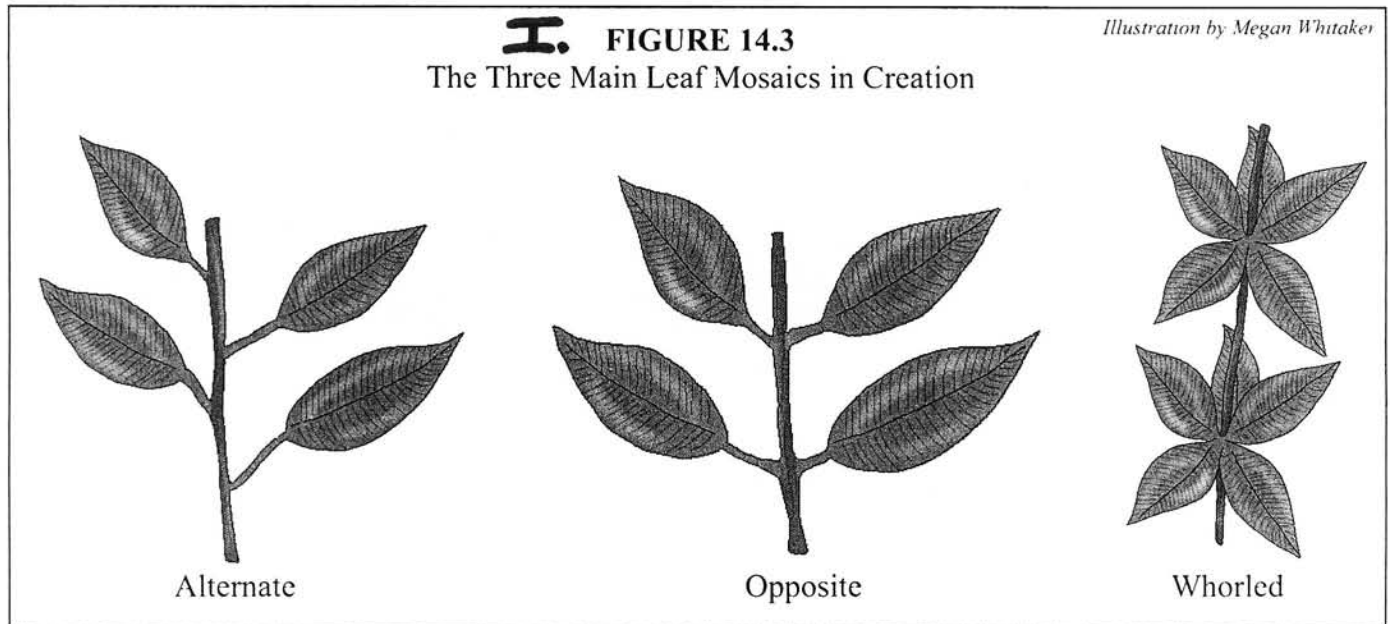 I. FIGURE 14.3
Illustration by Megan Whitaker
The Three Main Leaf Mosaics in Creation
Alternate
Opposite
Whorled